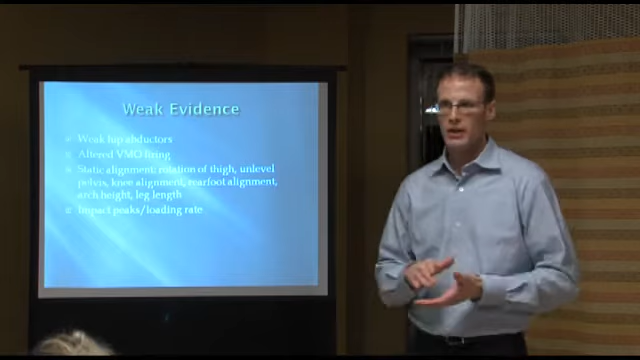 Weak Evidence
Weak hip abductors
Altered VMO firing
Static alignment: rotation of thigh, unlevel
pelvis, knee alignment, rearfoot alignment,
arch height, leg length
Impact peaks/loading rate